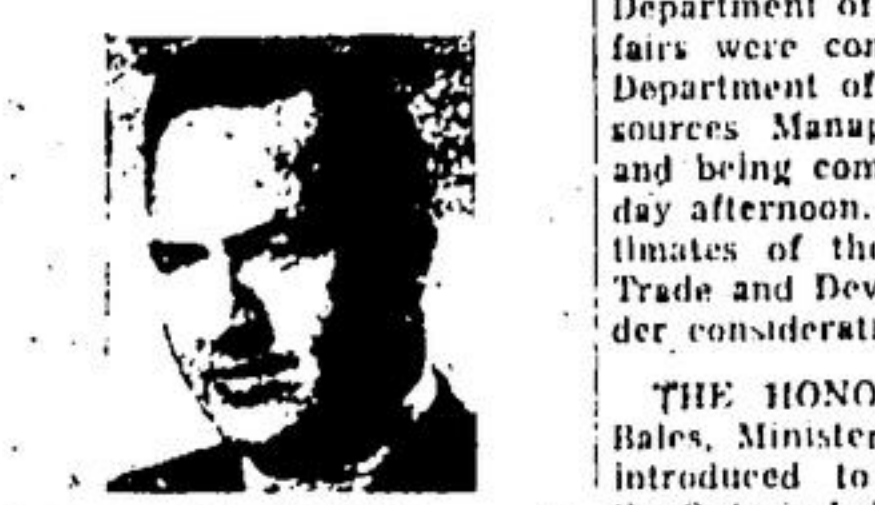 Department of
fairs were con
Department of
sources Manag
and being com
day afternoon.
timates of the
Trade and Dev
der considerati
THE HONO
Bales, Minister
introduced to